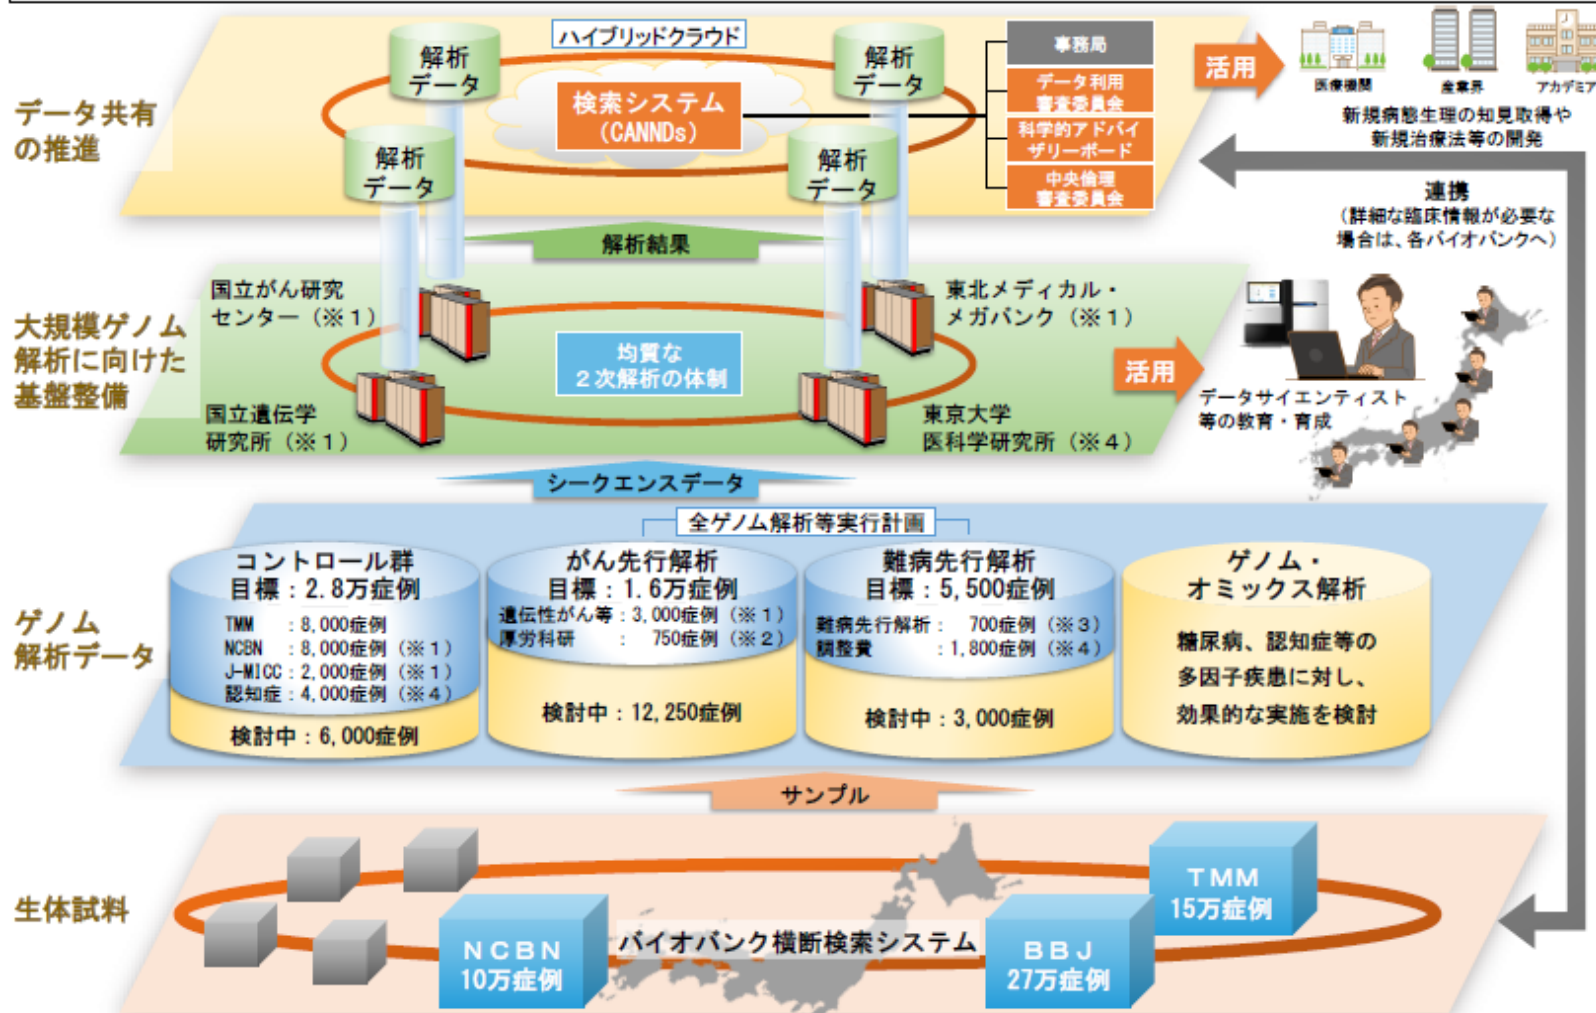 データ共有
の推進
ハイブリッドクラウド
解析
データ
解析
データ
解析
データ
解析
データ
検索システム
(CANNDs)
事務局
データ利用
審査委員会
科学的アドバイ
ザリーボード
中央倫理
審査委員会
活用
医療機関
産業界
アカデミア
新規病態生理の知見取得や
新規治療法等の開発
連携
(詳細な臨床情報が必要な
場合は、各バイオバンクへ)
解析結果
大規模ゲノム
解析に向けた
基盤整備
国立がん研究
センター（※１）
東北メディカル・
メガバンク（※１）
均質な
２次解析の体制
国立遺伝学
研究所（※１）
東京大学
医科学研究所（※４）
活用
データサイエンティスト
等の教育・育成
シークエンスデータ
ゲノム
解析データ
全ゲノム解析等実行計画
コントロール群
目標：2.8万症例
TMM ：8,000症例
NCBN ：8,000症例（※１）
J-MICC：2,000症例（※１）
認知症：4,000症例（※４）
検討中：6,000症例
がん先行解析
目標：1.6万症例
遺伝性がん等：3,000症例（※１）
厚労科研 ： 750症例（※２）
検討中：12,250症例
難病先行解析
目標：5,500症例
難病先行解析： 700症例（※３）
調整費 ：1,800症例（※４）
検討中：3,000症例
ゲノム・
オミックス解析
糖尿病、認知症等の
多因子疾患に対し、
効果的な実施を検討
サンプル
生体試料
ＴＭＭ
15万症例
ＮＣＢＮ
10万症例
バイオバンク横断検索システム
ＢＢＪ
27万症例